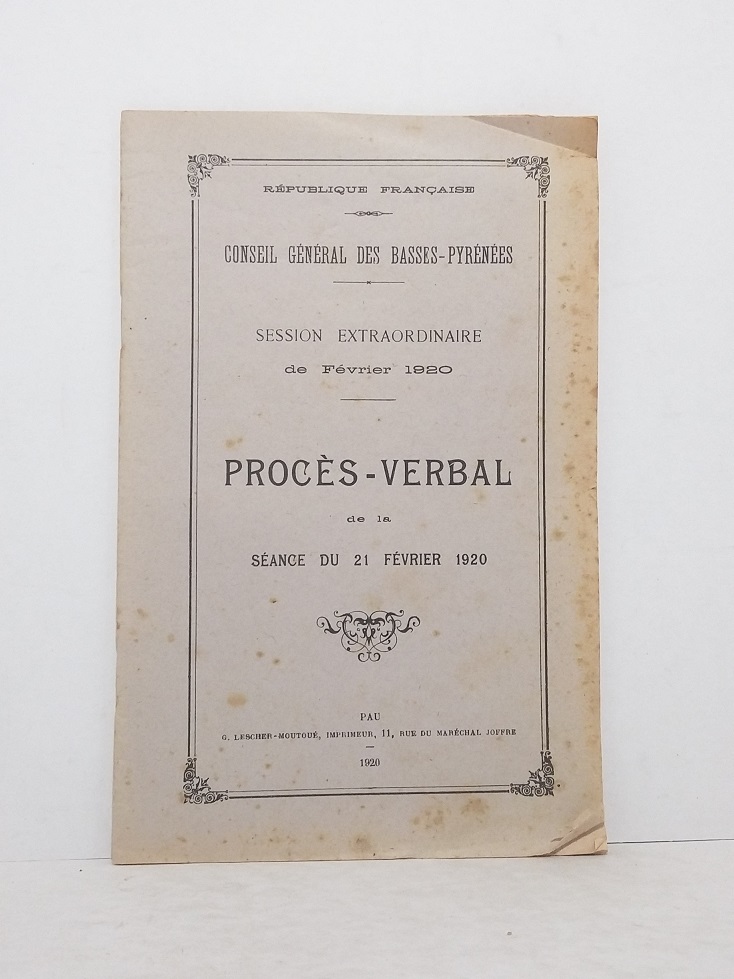 RÉPUBLIQUE FRANÇAISE
CONSEIL GÉNÉRAL DES BASSES-PYRÉNÉES
SESSION EXTRAORDINAIRE
de Février 1920
PROCÈS-VERBAL
de la
SÉANCE DU 21 FÉVRIER 1920
PAU
G. LESCHER-MOUTOUÉ, IMPRIMEUR, 11, RUE DU MARÉCHAL JOFFRE
1920